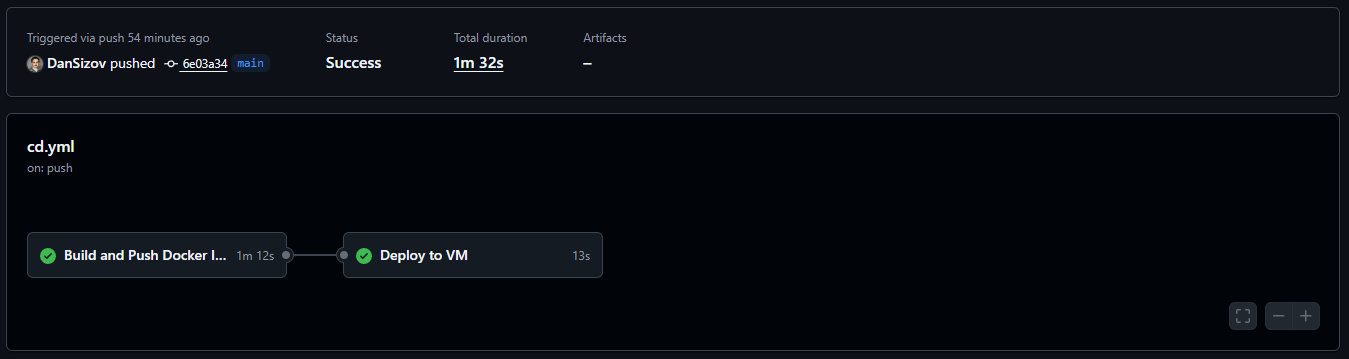 Triggered via push 54 minutes ago
DanSizov pushed 6e03a34 main
Status
Success
Total duration
1m 32s
Artifacts
–
cd.yml
on: push
Build and Push Docker I... 1m 12s
Deploy to VM 13s